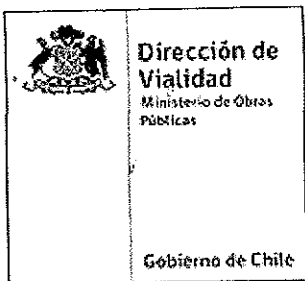 Dirección de
Vialidad
Ministerio de Obras
Públicas
Gobierno de Chile